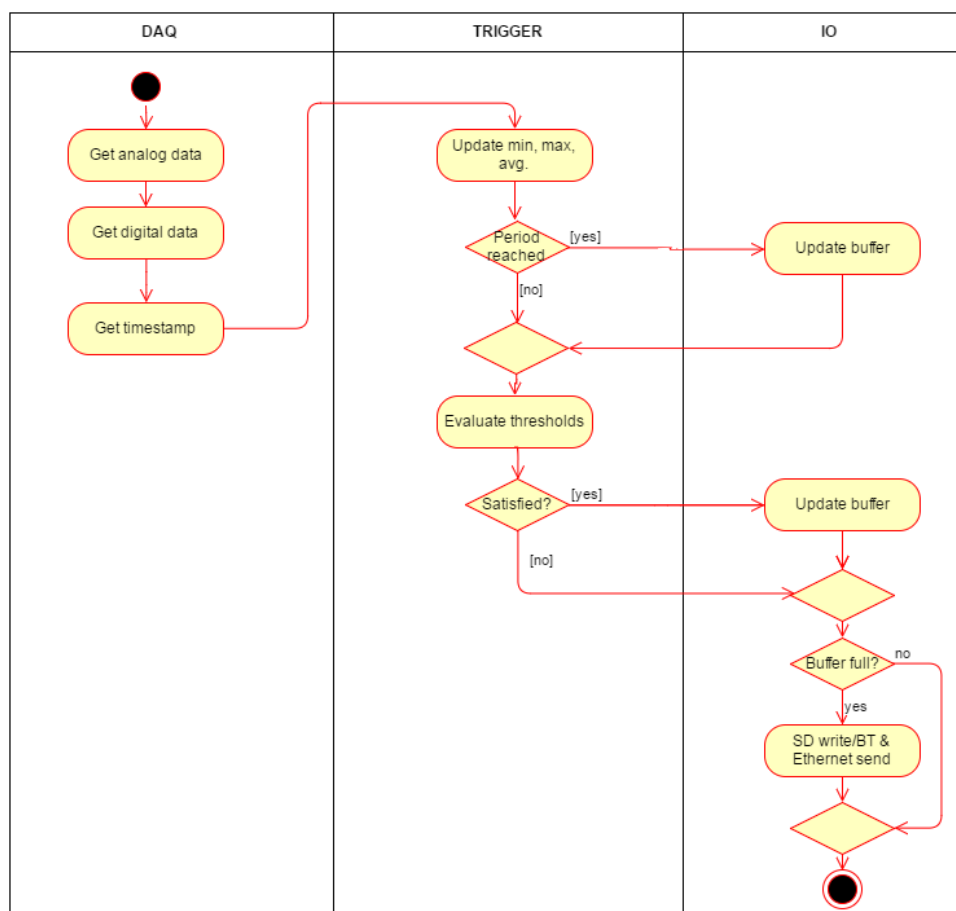 DAQ
TRIGGER
IO
Get analog data
Get digital data
Get timestamp
Update min, max,
avg.
Period
reached
[yes]
[no]
Update buffer
Evaluate thresholds
Satisfied?
[yes]
[no]
Update buffer
Buffer full?
no
yes
SD write/BT &
Ethernet send